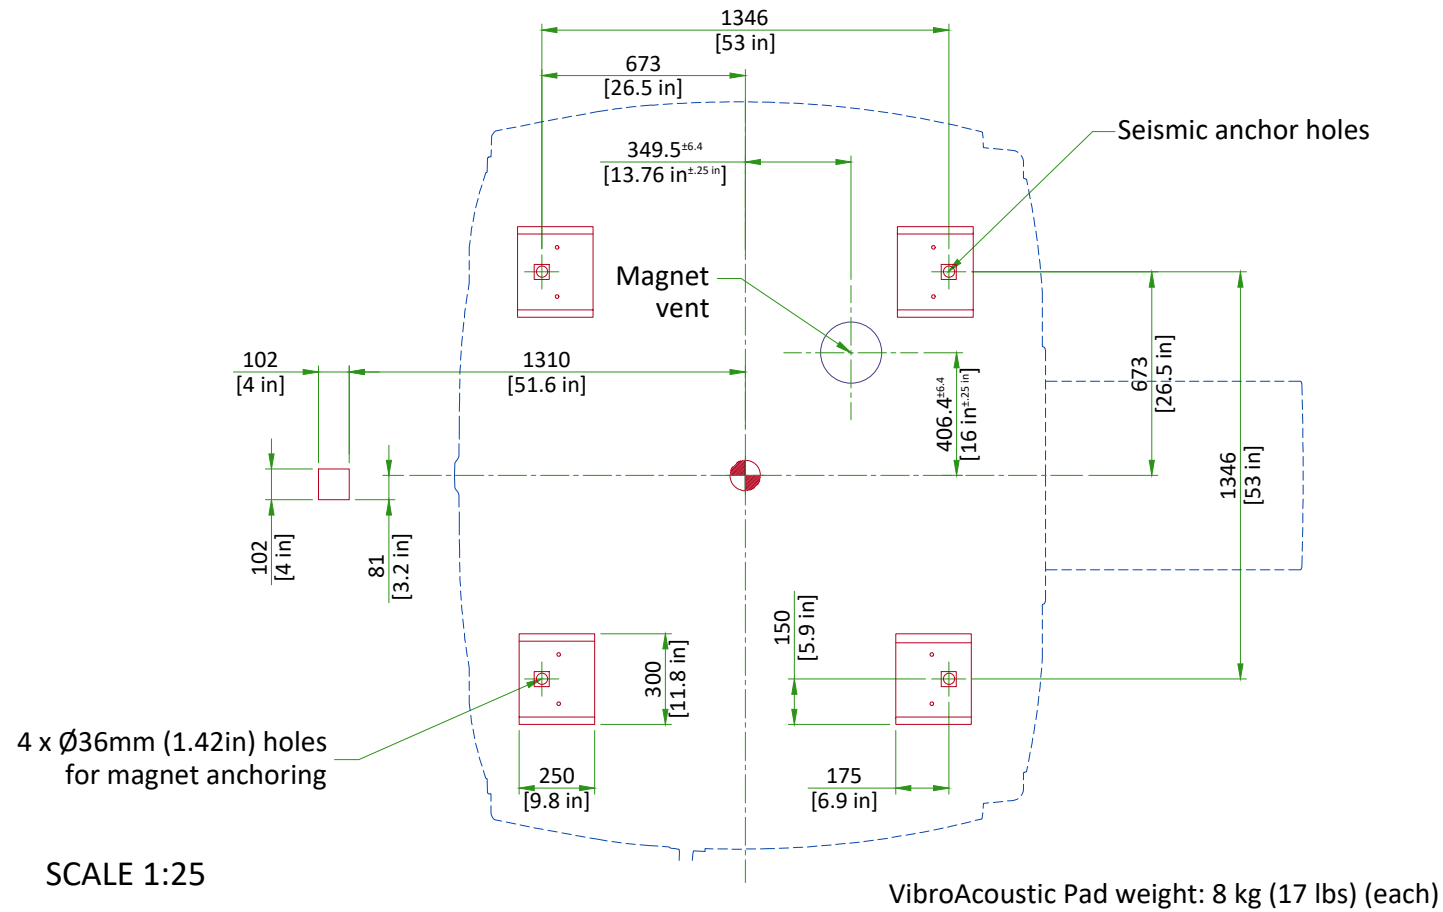 1346
[53 in]
673
[26.5 in]
Seismic anchor holes
349.5±6.4
[13.76 in±.25 in]
Magnet
vent
102
[4 in]
1310
[51.6 in]
673
[26.5 in]
406.4±6.4
[16 in±.25 in]
1346
[53 in]
102
[4 in]
81
[3.2 in]
150
[5.9 in]
300
[11.8 in]
4 x Ø36mm (1.42in) holes
for magnet anchoring
250
[9.8 in]
175
[6.9 in]
SCALE 1:25
VibroAcoustic Pad weight: 8 kg (17 lbs) (each)